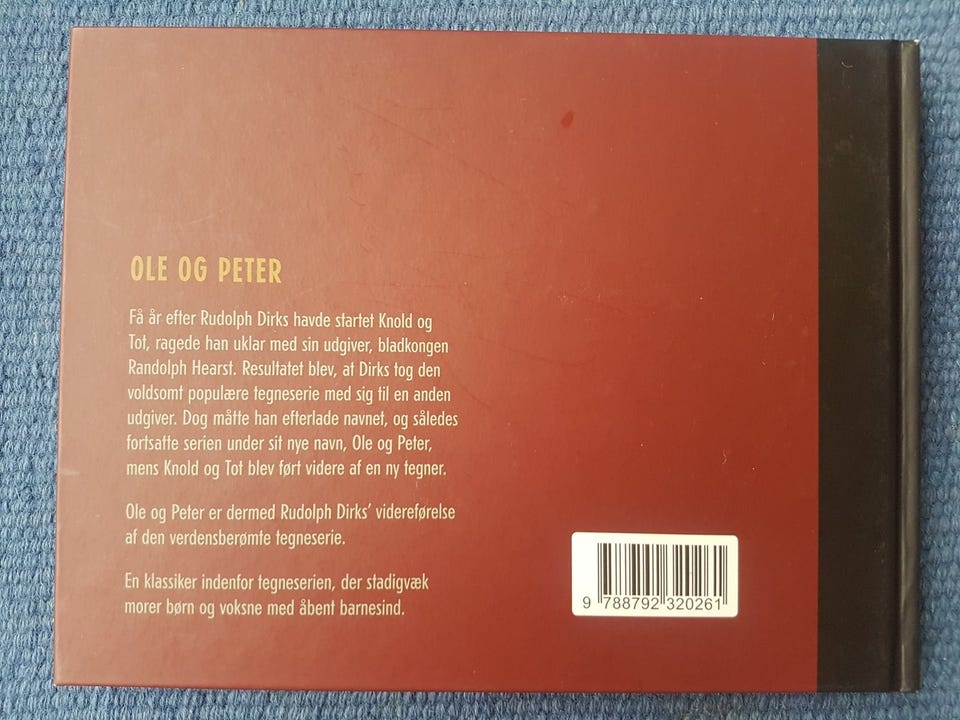 OLE OG PETER
Få år efter Rudolph Dirks havde startet Knold og
Tot, ragede han uklar med sin udgiver, bladkongen
Randolph Hearst. Resultatet blev, at Dirks tog den
voldsomt populære tegneserie med sig til en anden
udgiver. Dog måtte han efterlade navnet, og således
fortsatte serien under sit nye navn, Ole og Peter,
mens Knold og Tot blev ført videre af en ny tegner.
Ole og Peter er dermed Rudolph Dirks' videreførelse
af den verdensberømte tegneserie.
En klassiker indenfor tegneserien, der stadigvæk
morer børn og voksne med åbent barnesind.
9 788792 320261